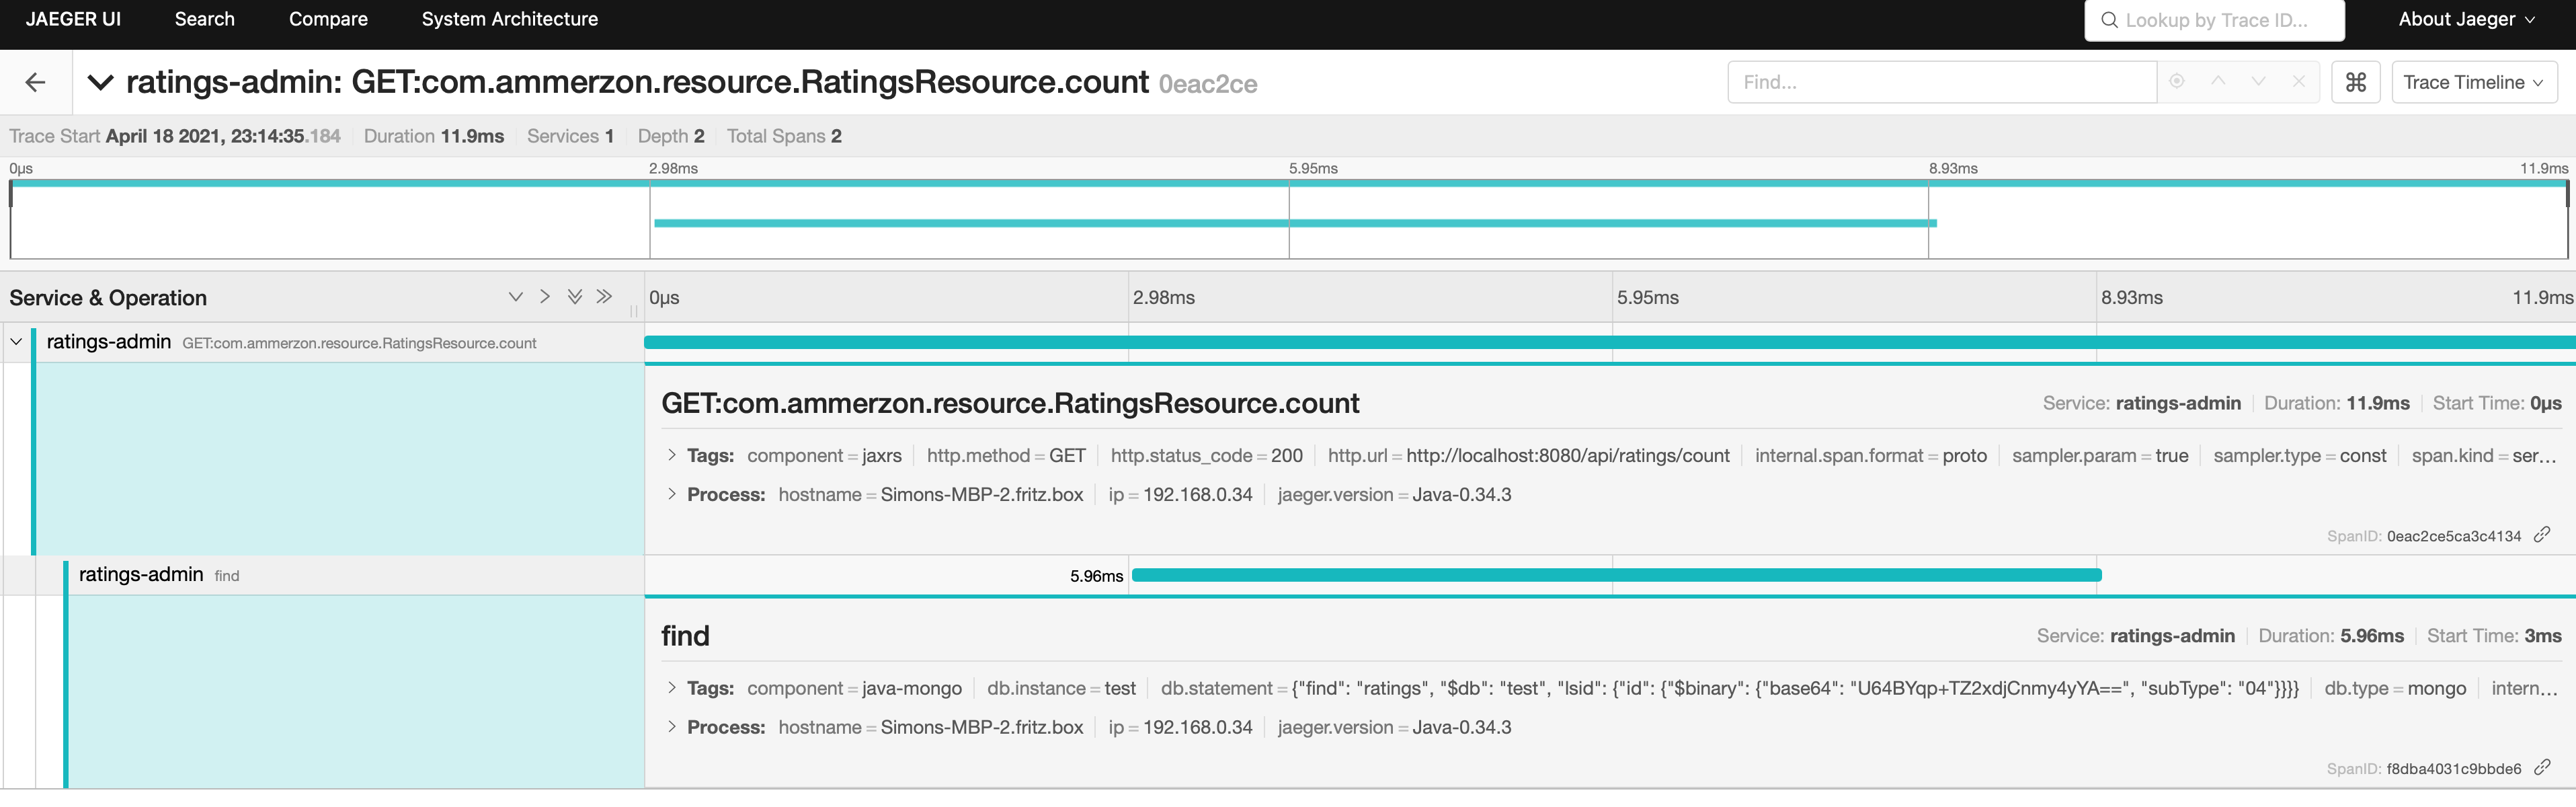 JAEGER UI Search Compare System Architecture Lookup by Trace ID... About Jaeger
ratings-admin: GET:com.ammerzon.resource.RatingsResource.count 0eac2ce Find... ⌘ Trace Timeline
Trace Start April 18 2021, 23:14:35.184 Duration 11.9ms Services 1 Depth 2 Total Spans 2
0μs 2.98ms 5.95ms 8.93ms 11.9ms
Service & Operation 0μs 2.98ms 5.95ms 8.93ms 11.9ms
ratings-admin GET:com.ammerzon.resource.RatingsResource.count
GET:com.ammerzon.resource.RatingsResource.count Service: ratings-admin Duration: 11.9ms Start Time: 0μs
Tags: component = jaxrs http.method = GET http.status_code = 200 http.url = http://localhost:8080/api/ratings/count internal.span.format = proto sampler.param = true sampler.type = const span.kind = ser...
Process: hostname = Simons-MBP-2.fritz.box ip = 192.168.0.34 jaeger.version = Java-0.34.3
SpanID: 0eac2ce5ca3c4134
ratings-admin find 5.96ms
find Service: ratings-admin Duration: 5.96ms Start Time: 3ms
Tags: component = java-mongo db.instance = test db.statement = {"find": "ratings", "$db": "test", "lsid": {"id": {"$binary": {"base64": "U64BYqp+TZ2xdjCnmy4yYA==", "subType": "04"}}}} db.type = mongo intern...
Process: hostname = Simons-MBP-2.fritz.box ip = 192.168.0.34 jaeger.version = Java-0.34.3
SpanID: f8dba4031c9bbde6